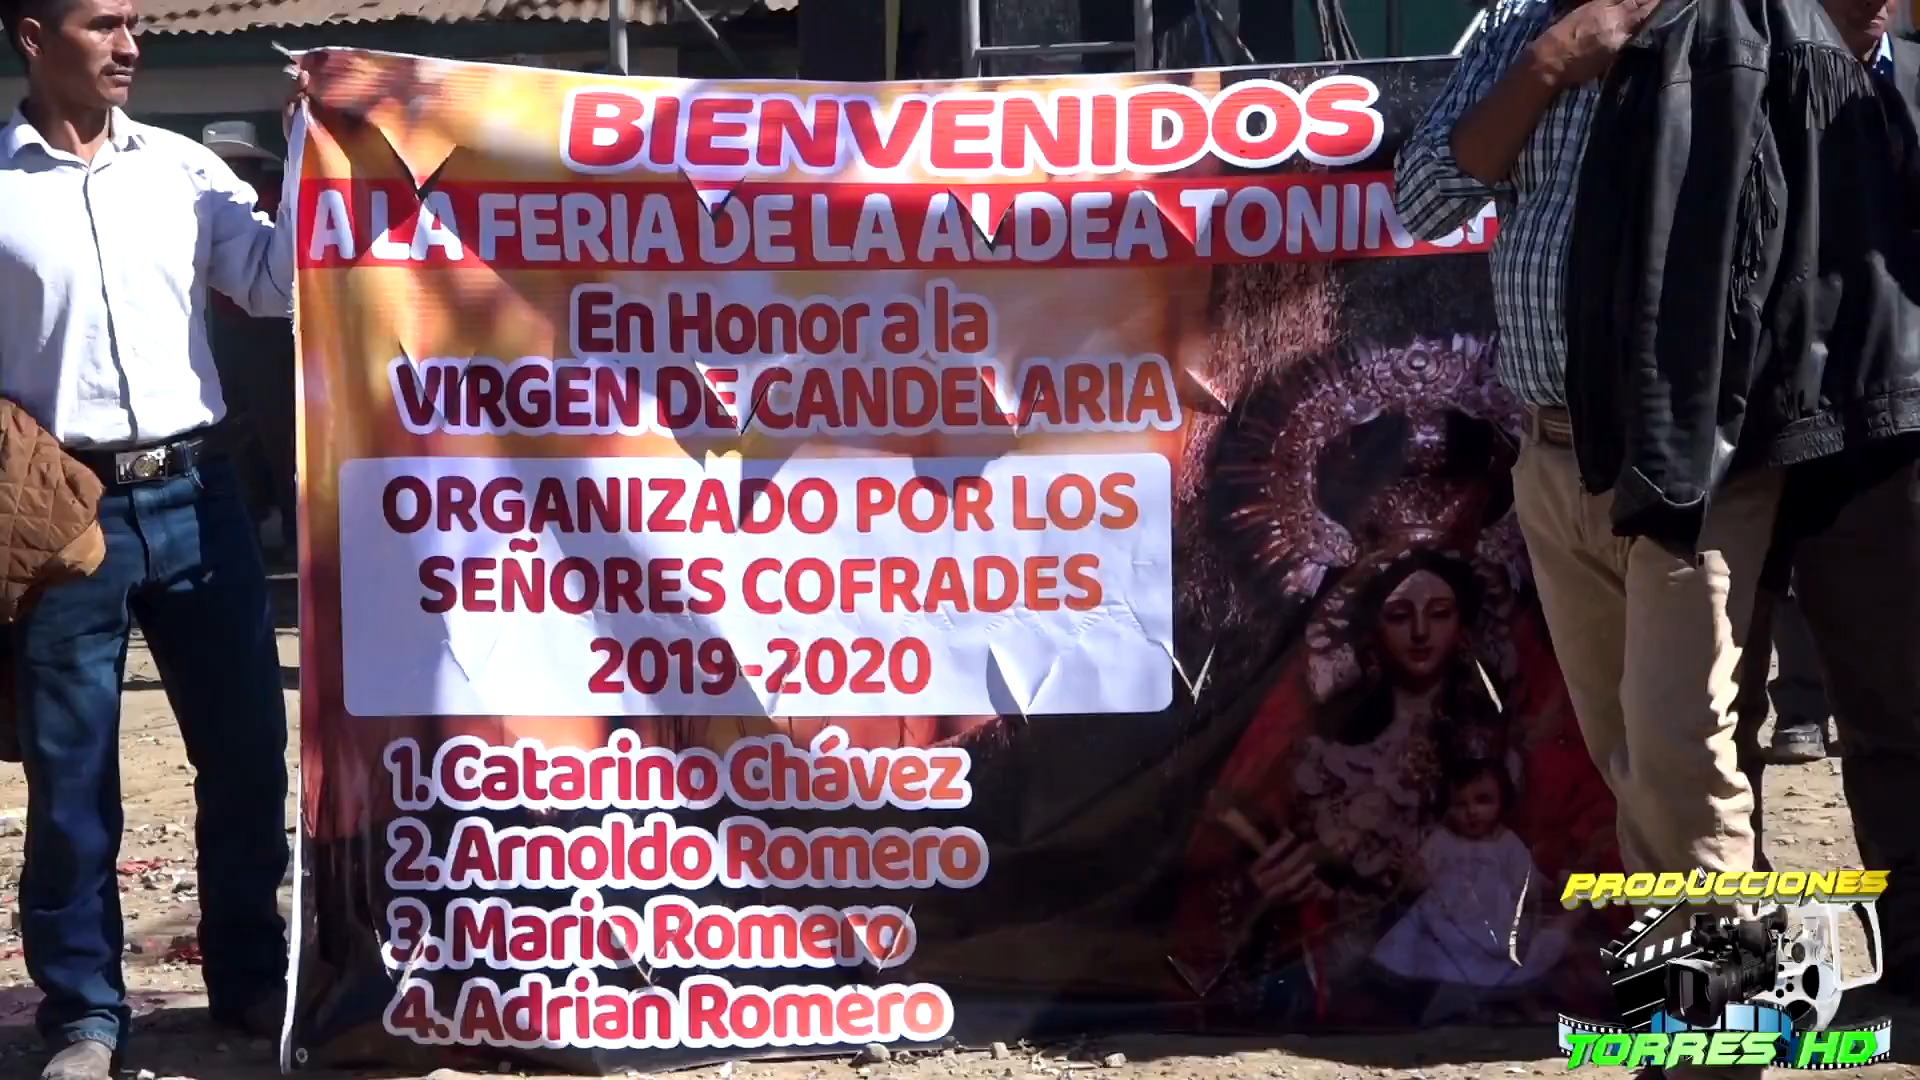 BIENVENIDOS
A LA FERIA DE LA ALDEA
En Honor a la
VIRGEN DE CANDELARIA
ORGANIZADO POR LOS
SEÑORES COFRADES
2019-2020
1. Catarino Chávez
2. Arnoldo Romero
3. Mario Romero
4. Adrian Romero
PRODUCCIONES
TORRES HD